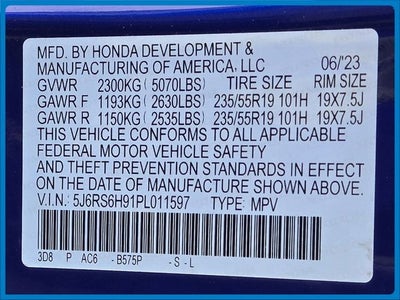 MFD. BY HONDA DEVELOPMENT &
MANUFACTURING OF AMERICA, LLC 06/'23
GVWR 2300KG (5070LBS) TIRE SIZE RIM SIZE
GAWR F 1193KG (2630LBS) 235/55R19 101H 19X7.5J
GAWR R 1150KG (2535LBS) 235/55R19 101H 19X7.5J
THIS VEHICLE CONFORMS TO ALL APPLICABLE
FEDERAL MOTOR VEHICLE SAFETY
AND THEFT PREVENTION STANDARDS IN EFFECT ON
THE DATE OF MANUFACTURE SHOWN ABOVE.
V.I.N.: 5J6RS6H91PL011597 TYPE: MPV
3D8 P AC6 - B575P - S - L